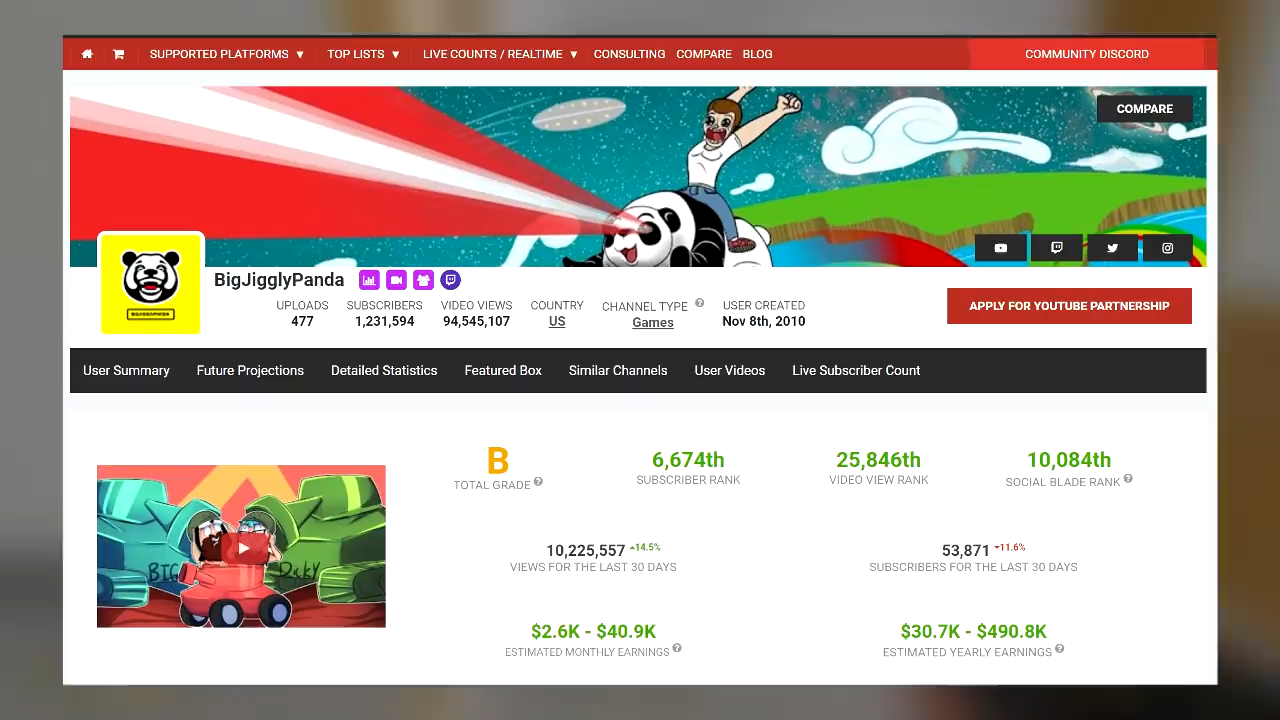 SUPPORTED PLATFORMS ▼ TOP LISTS ▼ LIVE COUNTS / REALTIME ▼ CONSULTING COMPARE BLOG COMMUNITY DISCORD
COMPARE
BigJigglyPanda
UPLOADS SUBSCRIBERS VIDEO VIEWS COUNTRY CHANNEL TYPE USER CREATED
477 1,231,594 94,545,107 US Games Nov 8th, 2010
APPLY FOR YOUTUBE PARTNERSHIP
BIGJIGGLYPANDA
User Summary Future Projections Detailed Statistics Featured Box Similar Channels User Videos Live Subscriber Count
B 6,674th 25,846th 10,084th
TOTAL GRADE SUBSCRIBER RANK VIDEO VIEW RANK SOCIAL BLADE RANK
10,225,557 14.5% 53,871 11.6%
VIEWS FOR THE LAST 30 DAYS SUBSCRIBERS FOR THE LAST 30 DAYS
BIG
$2.6K - $40.9K $30.7K - $490.8K
ESTIMATED MONTHLY EARNINGS ESTIMATED YEARLY EARNINGS